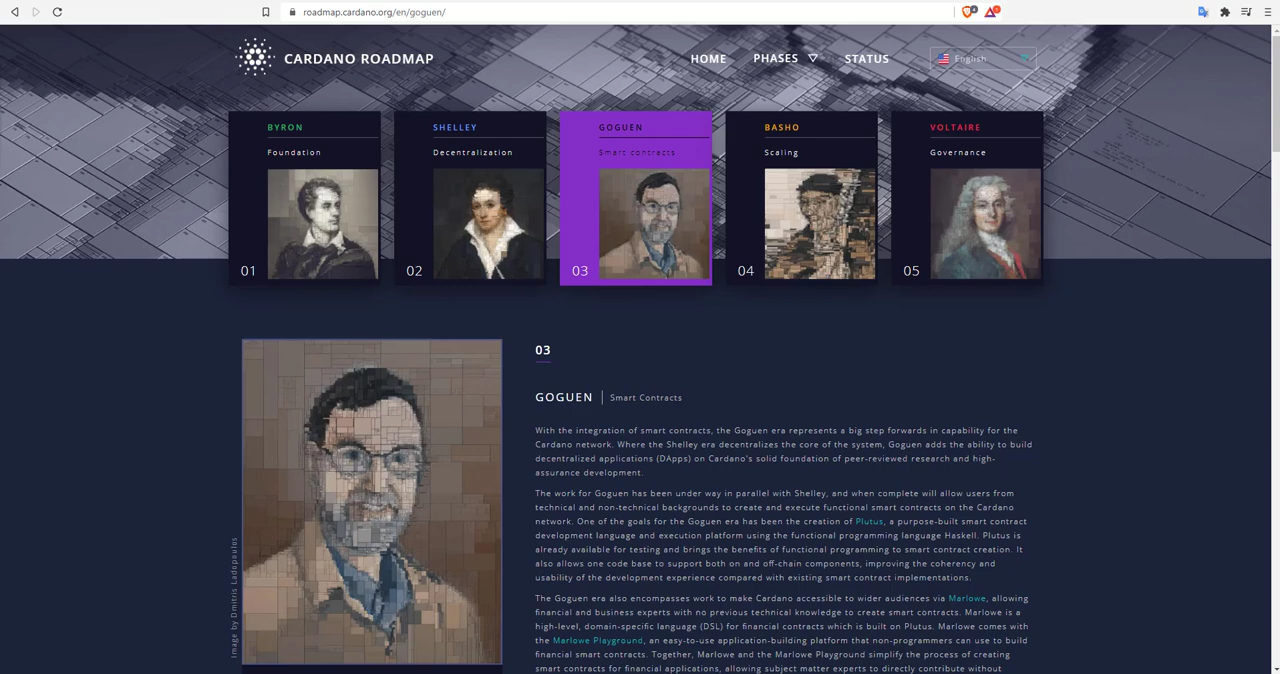 roadmap.cardano.org/en/goguen/
CARDANO ROADMAP
HOME
PHASES
STATUS
English
BYRON
Foundation
01
SHELLEY
Decentralization
02
GOGUEN
Smart contracts
03
BASHO
Scaling
04
VOLTAIRE
Governance
05
Image by Dmitris Ladopoulos
03
GOGUEN | Smart Contracts
With the integration of smart contracts, the Goguen era represents a big step forwards in capability for the
Cardano network. Where the Shelley era decentralizes the core of the system, Goguen adds the ability to build
decentralized applications (DApps) on Cardano's solid foundation of peer-reviewed research and high-
assurance development.
The work for Goguen has been under way in parallel with Shelley, and when complete will allow users from
technical and non-technical backgrounds to create and execute functional smart contracts on the Cardano
network. One of the goals for the Goguen era has been the creation of Plutus, a purpose-built smart contract
development language and execution platform using the functional programming language Haskell. Plutus is
already available for testing and brings the benefits of functional programming to smart contract creation. It
also allows one code base to support both on and off-chain components, improving the coherency and
usability of the development experience compared with existing smart contract implementations.
The Goguen era also encompasses work to make Cardano accessible to wider audiences via Marlowe, allowing
financial and business experts with no previous technical knowledge to create smart contracts. Marlowe is a
high-level, domain-specific language (DSL) for financial contracts which is built on Plutus. Marlowe comes with
the Marlowe Playground, an easy-to-use application-building platform that non-programmers can use to build
financial smart contracts. Together, Marlowe and the Marlowe Playground simplify the process of creating
smart contracts for financial applications, allowing subject matter experts to directly contribute without